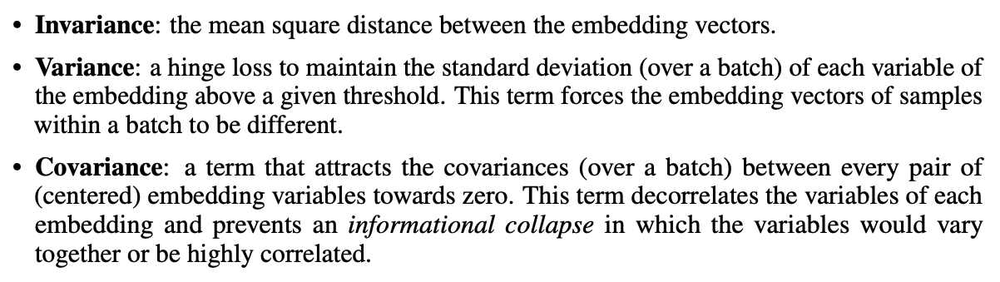 • Invariance: the mean square distance between the embedding vectors.
• Variance: a hinge loss to maintain the standard deviation (over a batch) of each variable of
the embedding above a given threshold. This term forces the embedding vectors of samples
within a batch to be different.
• Covariance: a term that attracts the covariances (over a batch) between every pair of
(centered) embedding variables towards zero. This term decorrelates the variables of each
embedding and prevents an informational collapse in which the variables would vary
together or be highly correlated.